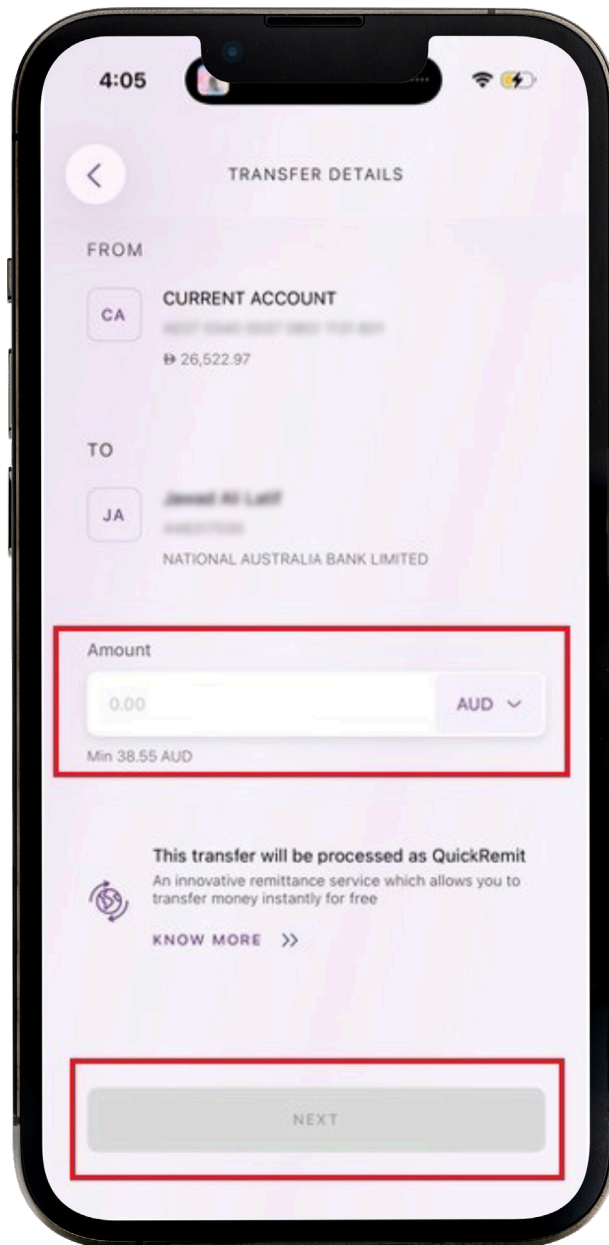 4:05
TRANSFER DETAILS
FROM
CA
CURRENT ACCOUNT
26,522.97
TO
JA
NATIONAL AUSTRALIA BANK LIMITED
Amount
0.00
AUD
Min 38.55 AUD
This transfer will be processed as QuickRemit
An innovative remittance service which allows you to
transfer money instantly for free
KNOW MORE >>
NEXT